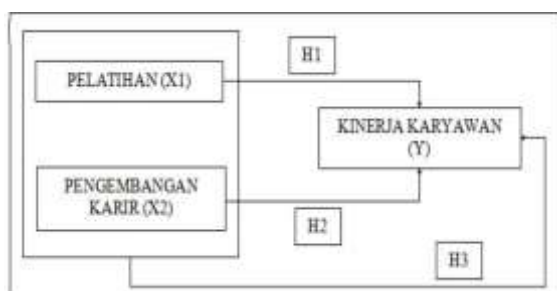 H1
PELATIHAN (X1)
KINERJA KARYAWAN
(Y)
PENGEMBANGAN
KARIR (X2)
H2
H3